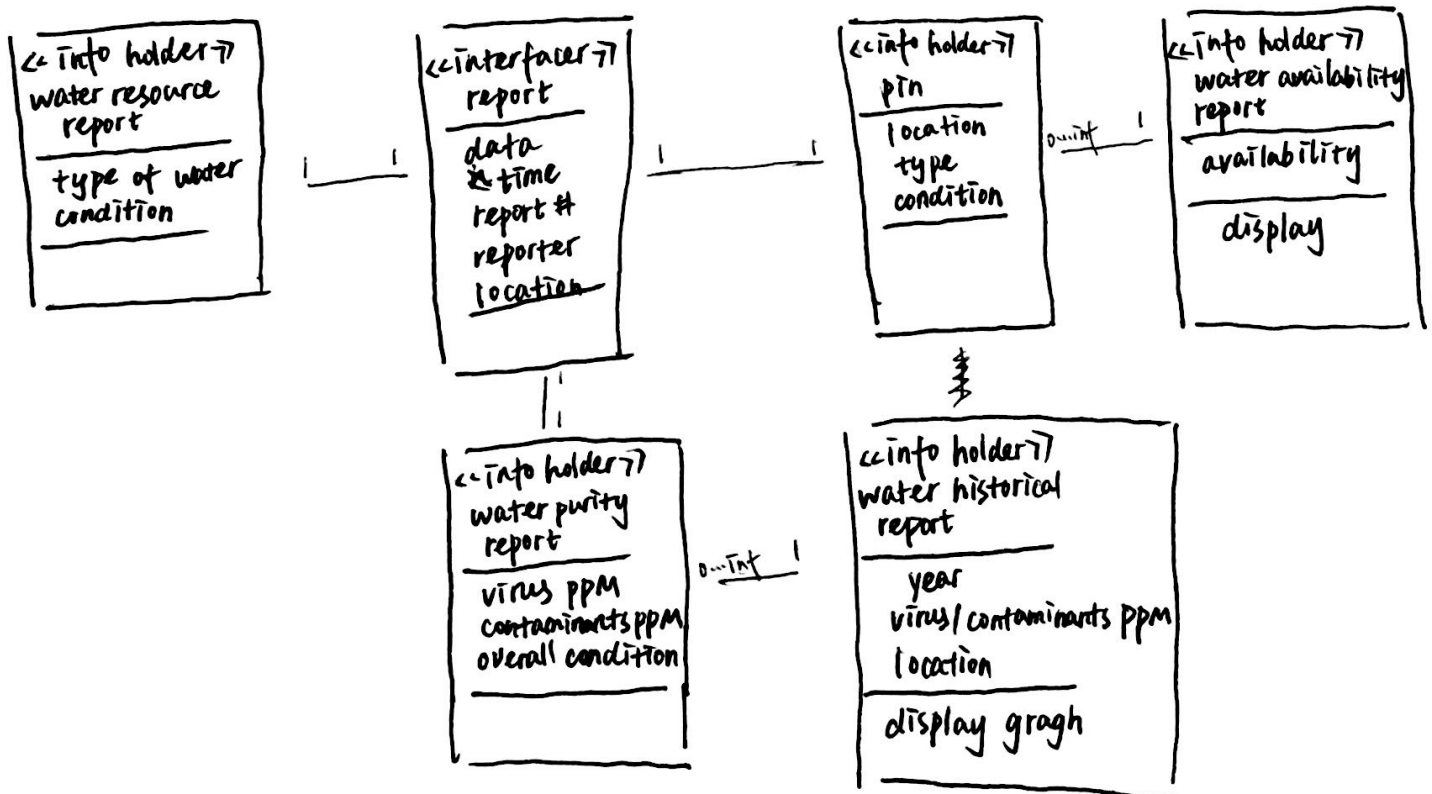 <<info holder>>
water resource
report
type of water
condition
1 1
<<interfacer>>
report
data
time
report #
reporter
location
1 1
<<info holder>>
pin
location
type
condition
0...inf 1
<<info holder>>
water availability
report
availability
display
1
1
<<info holder>>
water purity
report
virus ppm
contaminants ppm
overall condition
0...inf 1
<<info holder>>
water historical
report
year
virus/contaminants ppm
location
display gragh